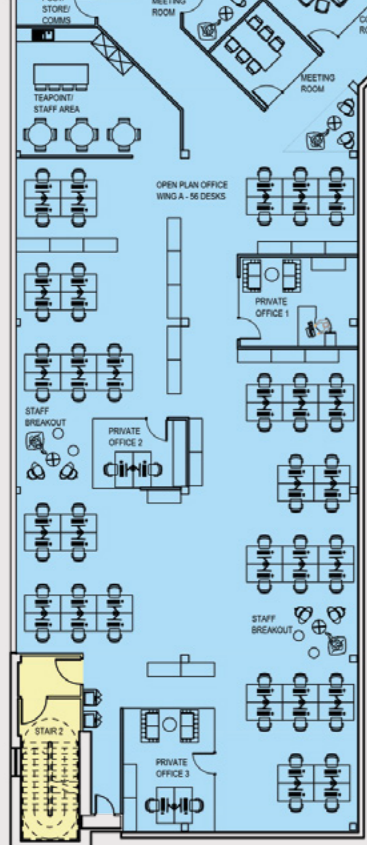 STORE/
COMMS
MEETING
ROOM
MEETING
ROOM
TEAPOINT/
STAFF AREA
OPEN PLAN OFFICE
WING A - 56 DESKS
PRIVATE
OFFICE 1
STAFF
BREAKOUT
PRIVATE
OFFICE 2
STAFF
BREAKOUT
STAIR 2
PRIVATE
OFFICE 3